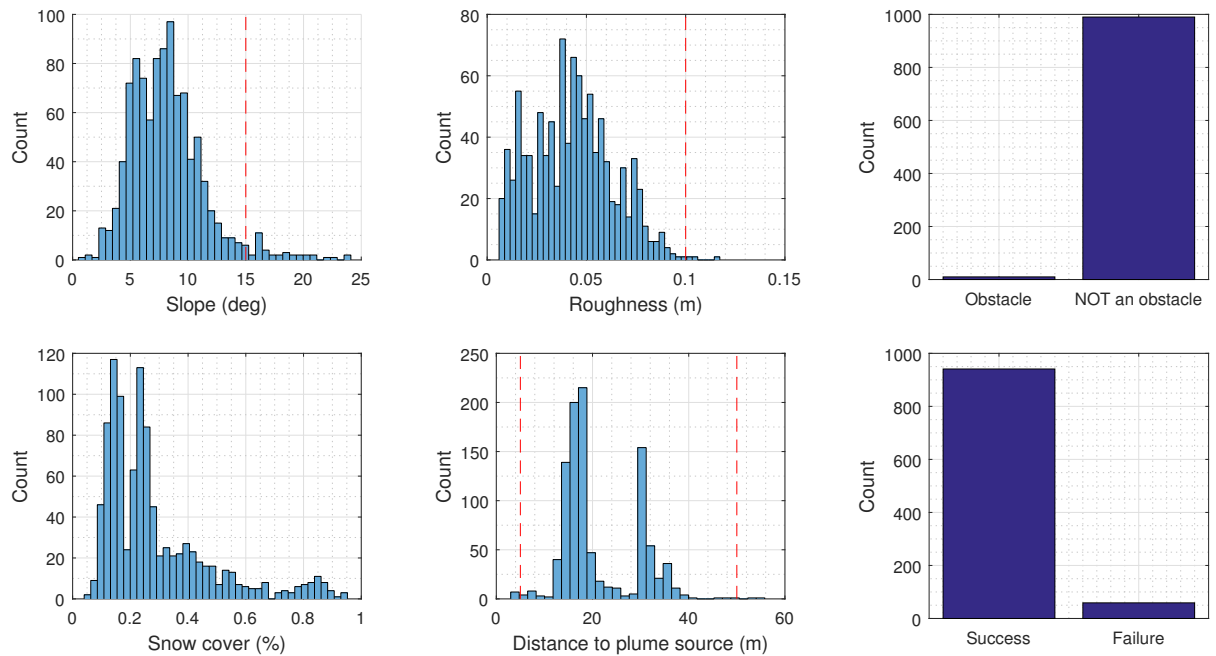 100
80
60
40
20
0
0 5 10 15 20 25
Count
Slope (deg)
80
60
40
20
0
0 0.05 0.1 0.15
Count
Roughness (m)
1000
800
600
400
200
0
Count
Obstacle NOT an obstacle
120
100
80
60
40
20
0
0 0.2 0.4 0.6 0.8 1
Count
Snow cover (%)
250
200
150
100
50
0
0 20 40 60
Count
Distance to plume source (m)
1000
800
600
400
200
0
Count
Success Failure